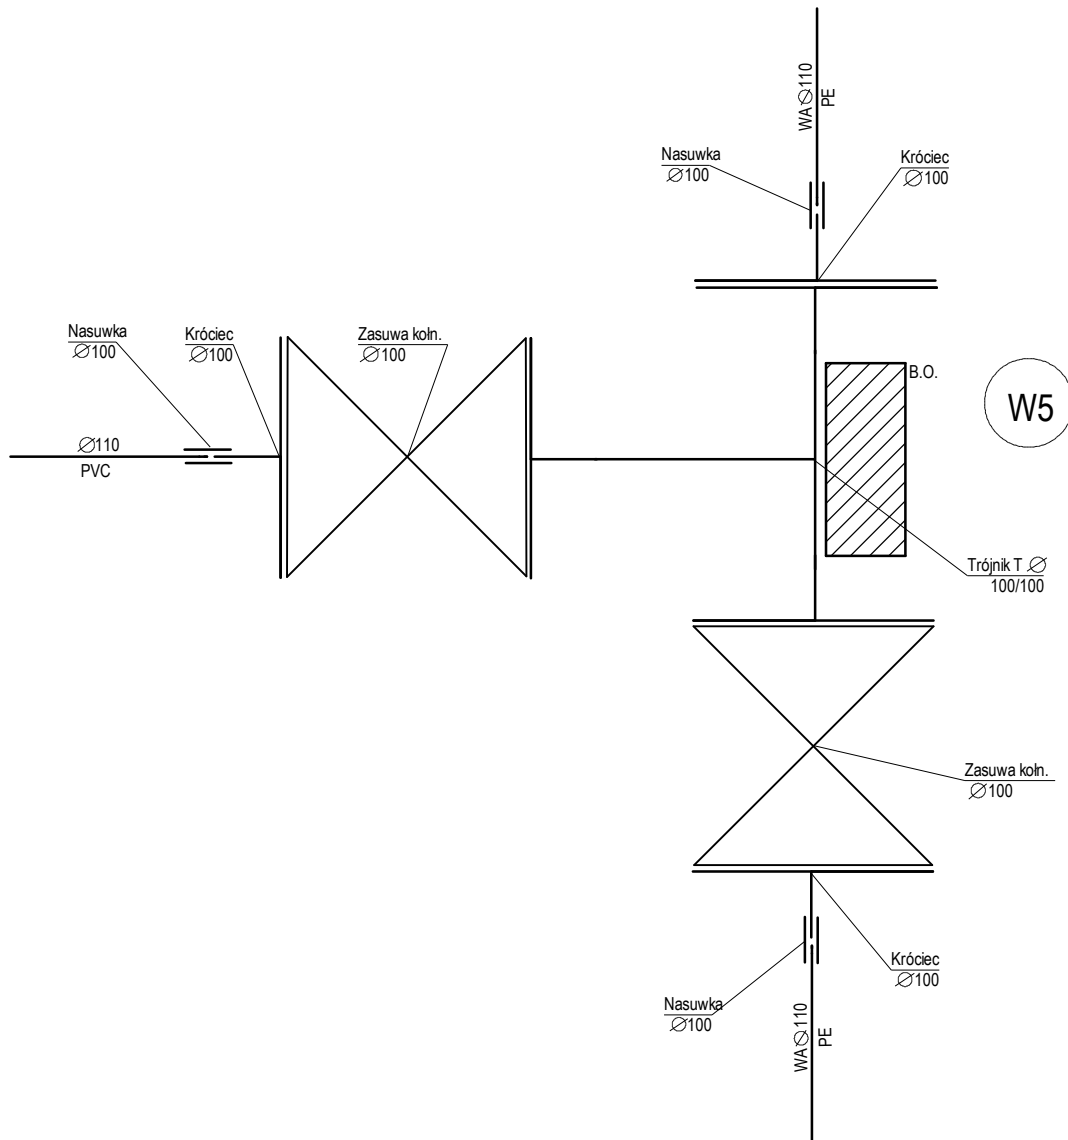 WA∅110
PE
Nasuwka
∅100
Króciec
∅100
Nasuwka
∅100
Króciec
∅100
Zasuwa kołn.
∅100
B.O.
W5
∅110
PVC
Trójnik T ∅
100/100
Zasuwa kołn.
∅100
Króciec
∅100
Nasuwka
∅100
WA∅110
PE